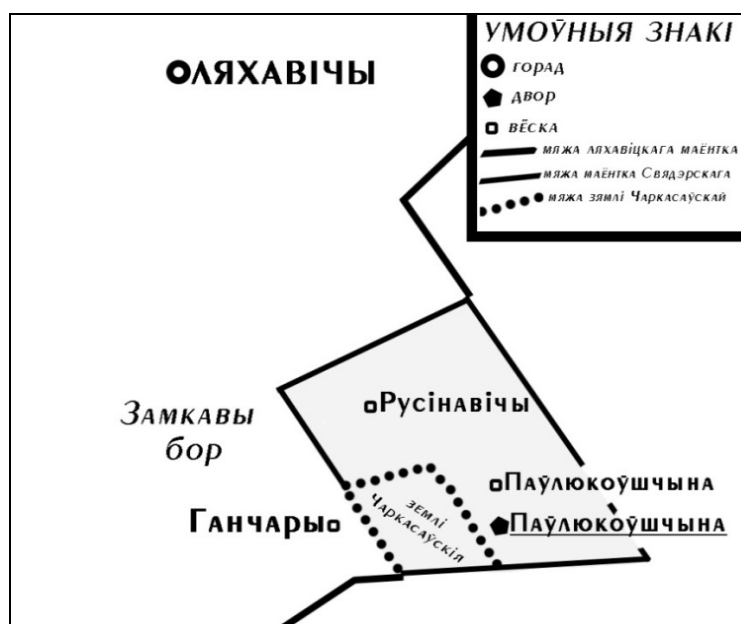 УМОЎНЫЯ ЗНАКІ
ГОРАД
ДВОР
ВЁСКА
МЯЖА ЛЯХАВІЦКАГА МАЁНТКА
МЯЖА МАЁНТКА СВЯДЭРСКАГА
МЯЖА ЗЯМЛІ ЧАРКАСАЎСКАЙ
ЛЯХАВІЧЫ
ЗАМКАВЫ
БОР
РУСІНАВІЧЫ
ПАЎЛЮКОЎШЧЫНА
ГАНЧАРЫ
ЗЕМЛІ
ЧАРКАСАЎСКІЯ
ПАЎЛЮКОЎШЧЫНА